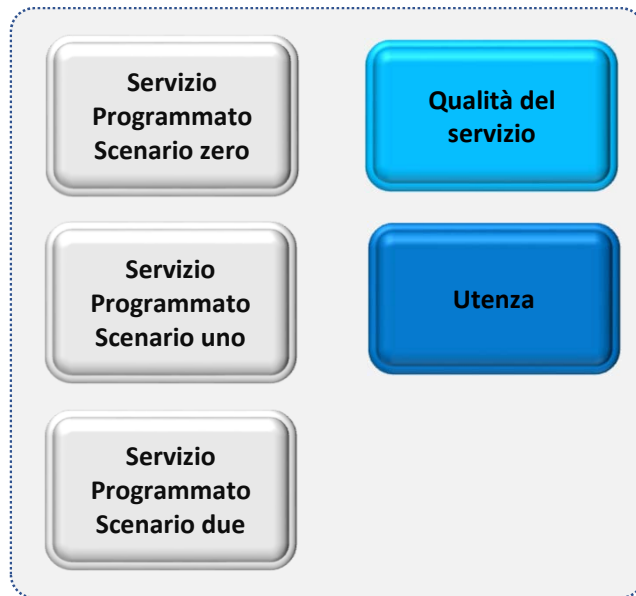 Servizio
Programmato
Scenario zero
Qualità del
servizio
Servizio
Programmato
Scenario uno
Utenza
Servizio
Programmato
Scenario due